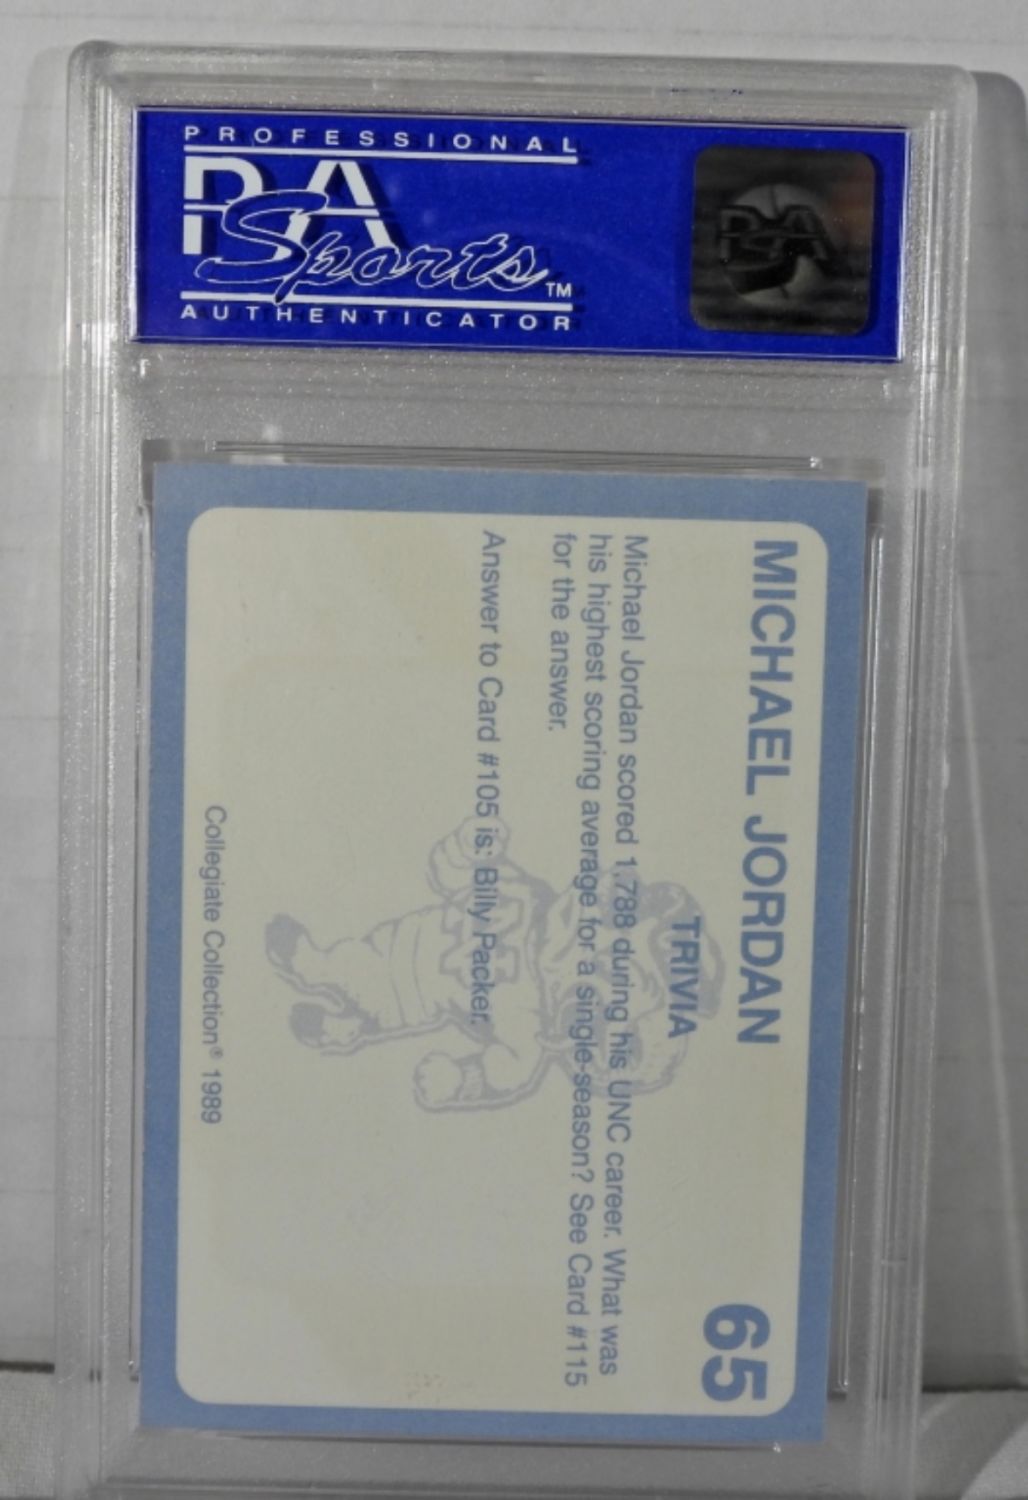 PROFESSIONAL
PSA
Sports™
AUTHENTICATOR
PSA
MICHAEL JORDAN 65
TRIVIA
Michael Jordan scored 1,788 during his UNC career. What was
his highest scoring average for a single-season? See Card #115
for the answer.
Answer to Card #105 is: Billy Packer.
Collegiate Collection® 1989